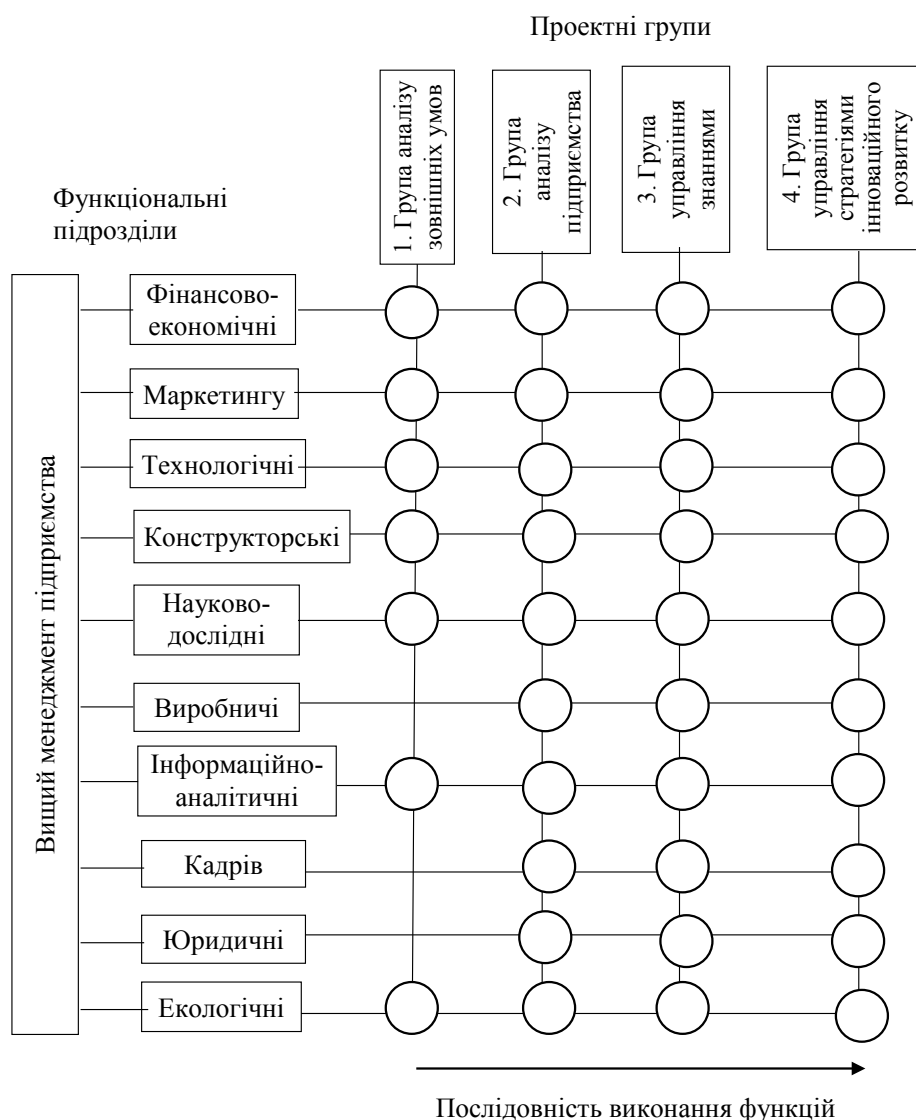 Проектні групи
1. Група аналізу
зовнішніх умов
2. Група
аналізу
підприємства
3. Група
управління
знаннями
4. Група
управління
стратегіями
інноваційного
розвитку
Функціональні
підрозділи
Вищий менеджмент підприємства
Фінансово-
економічні
Маркетингу
Технологічні
Конструкторські
Науково-
дослідні
Виробничі
Інформаційно-
аналітичні
Кадрів
Юридичні
Екологічні
Послідовність виконання функцій